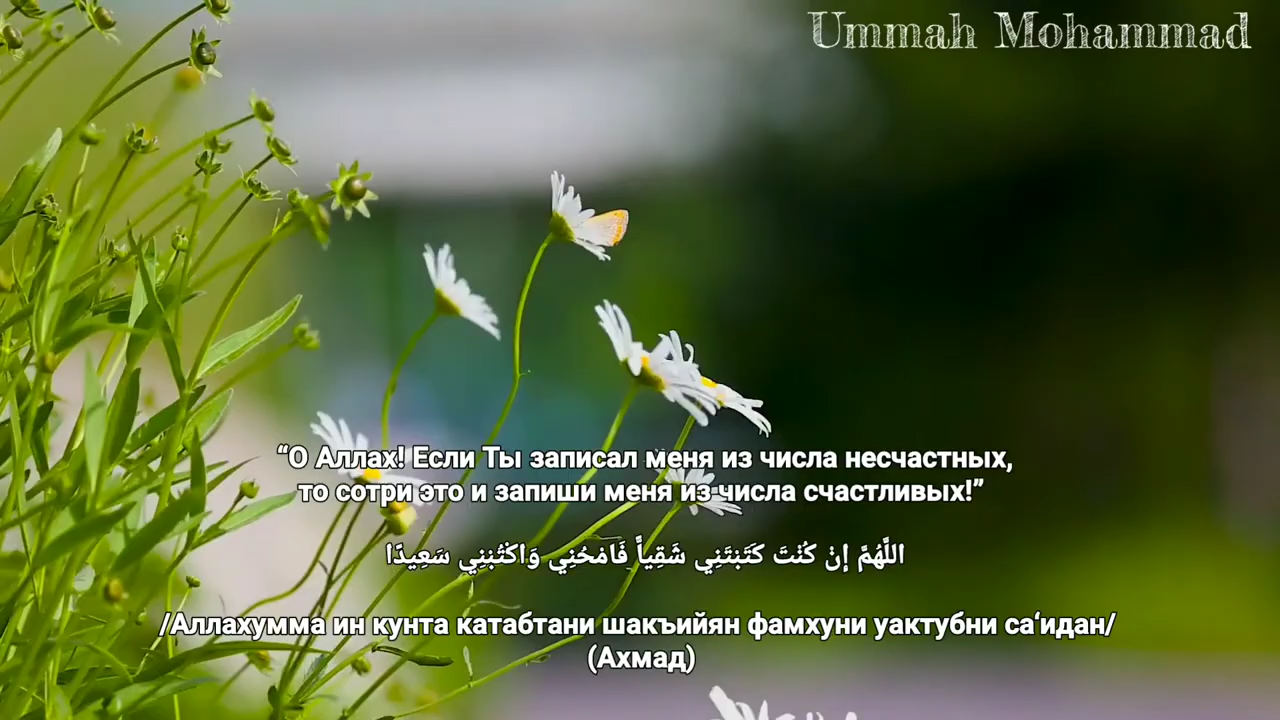 Ummah Mohammad
“О Аллах! Если Ты записал меня из числа несчастных,
то сотри это и запиши меня из числа счастливых!”
اللَّهُمَّ إِنْ كُنْتَ كَتَبْتَنِي شَقِياًّ فَامْحُنِي وَاكْتُبْنِي سَعِيدًا
/Аллахумма ин кунта катабтани шакъийян фамхуни уактубни са‘идан/
(Ахмад)